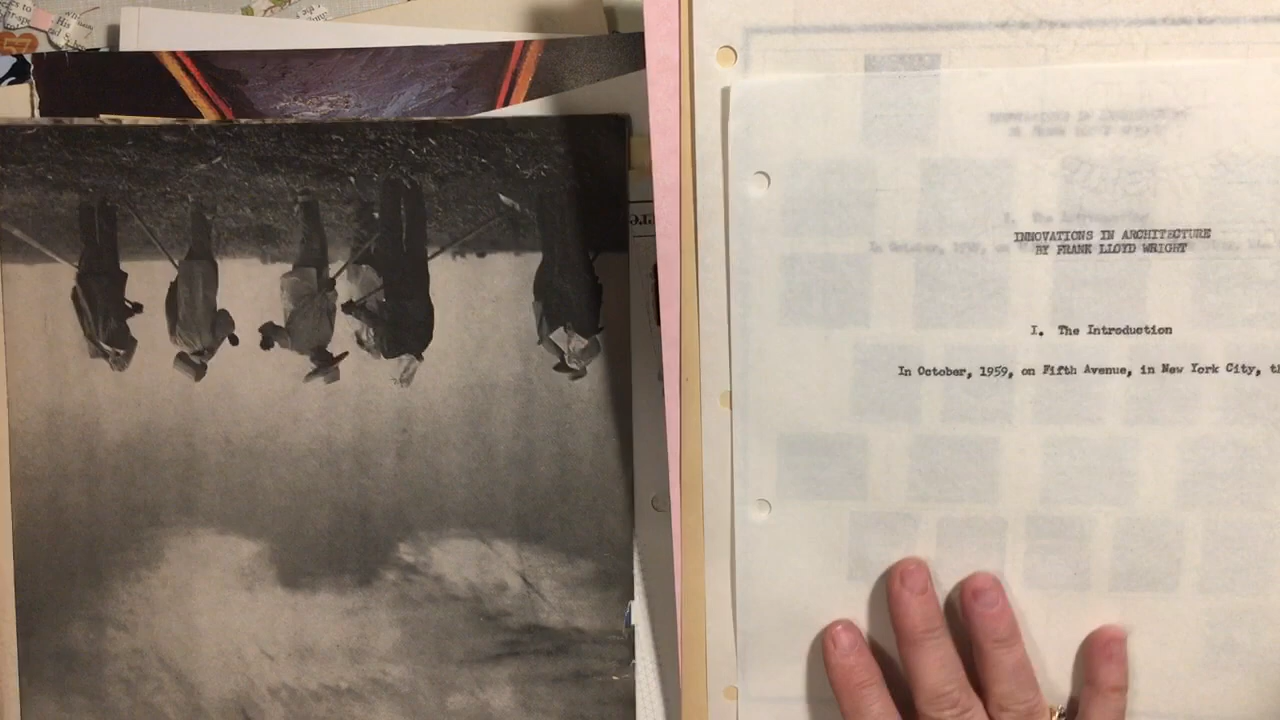 INNOVATIONS IN ARCHITECTURE
BY FRANK LLOYD WRIGHT
I. The Introduction
In October, 1959, on Fifth Avenue, in New York City, th